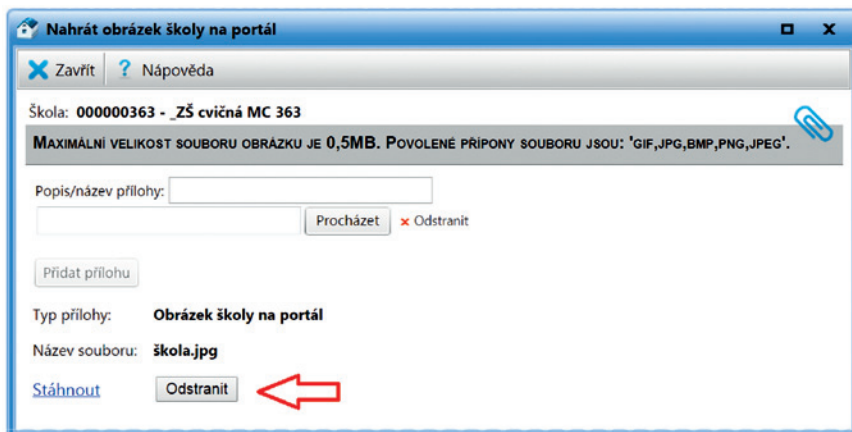 Nahrát obrázek školy na portál
Zavřít ? Nápověda
Škola: 000000363 - _ZŠ cvičná MC 363
MAXIMÁLNÍ VELIKOST SOUBORU OBRÁZKU JE 0,5MB. POVOLENÉ PŘÍPONY SOUBORU JSOU: 'GIF,JPG,BMP,PNG,JPEG'.
Popis/název přílohy:
Procházet × Odstranit
Přidat přílohu
Typ přílohy: Obrázek školy na portál
Název souboru: škola.jpg
Stáhnout Odstranit